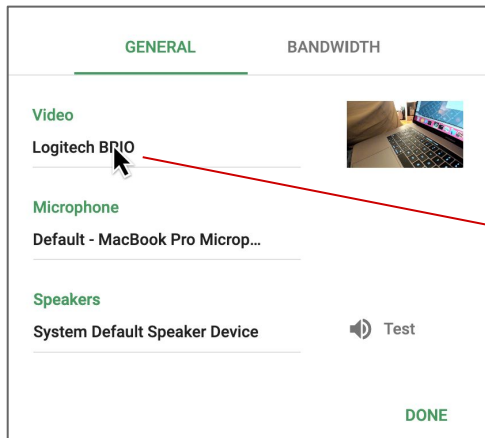 GENERAL BANDWIDTH
Video
Logitech BRIO
Microphone
Default - MacBook Pro Microp...
Speakers
System Default Speaker Device
Test
DONE